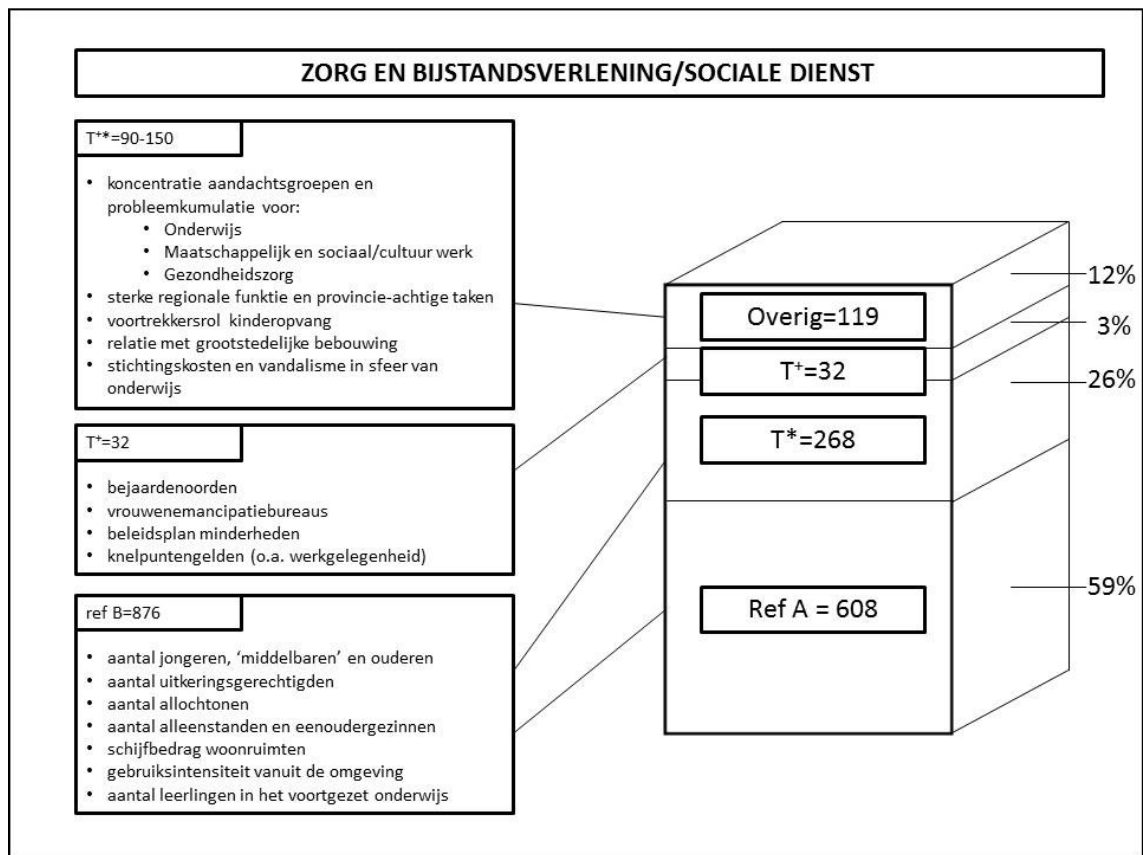 ZORG EN BIJSTANDSVERLENING/SOCIALE DIENST
T⁺*=90-150
• koncentratie aandachtsgroepen en
probleemkumulatie voor:
• Onderwijs
• Maatschappelijk en sociaal/cultuur werk
• Gezondheidszorg
• sterke regionale funktie en provincie-achtige taken
• voortrekkersrol kinderopvang
• relatie met grootstedelijke bebouwing
• stichtingskosten en vandalisme in sfeer van
onderwijs
T⁺=32
• bejaardenoorden
• vrouwenemancipatiebureaus
• beleidsplan minderheden
• knelpuntengelden (o.a. werkgelegenheid)
ref B=876
• aantal jongeren, ‘middelbaren’ en ouderen
• aantal uitkeringsgerechtigden
• aantal allochtonen
• aantal alleenstanden en eenoudergezinnen
• schijfbedrag woonruimten
• gebruiksintensiteit vanuit de omgeving
• aantal leerlingen in het voortgezet onderwijs
Overig=119
T⁺=32
T*=268
Ref A = 608
12%
3%
26%
59%